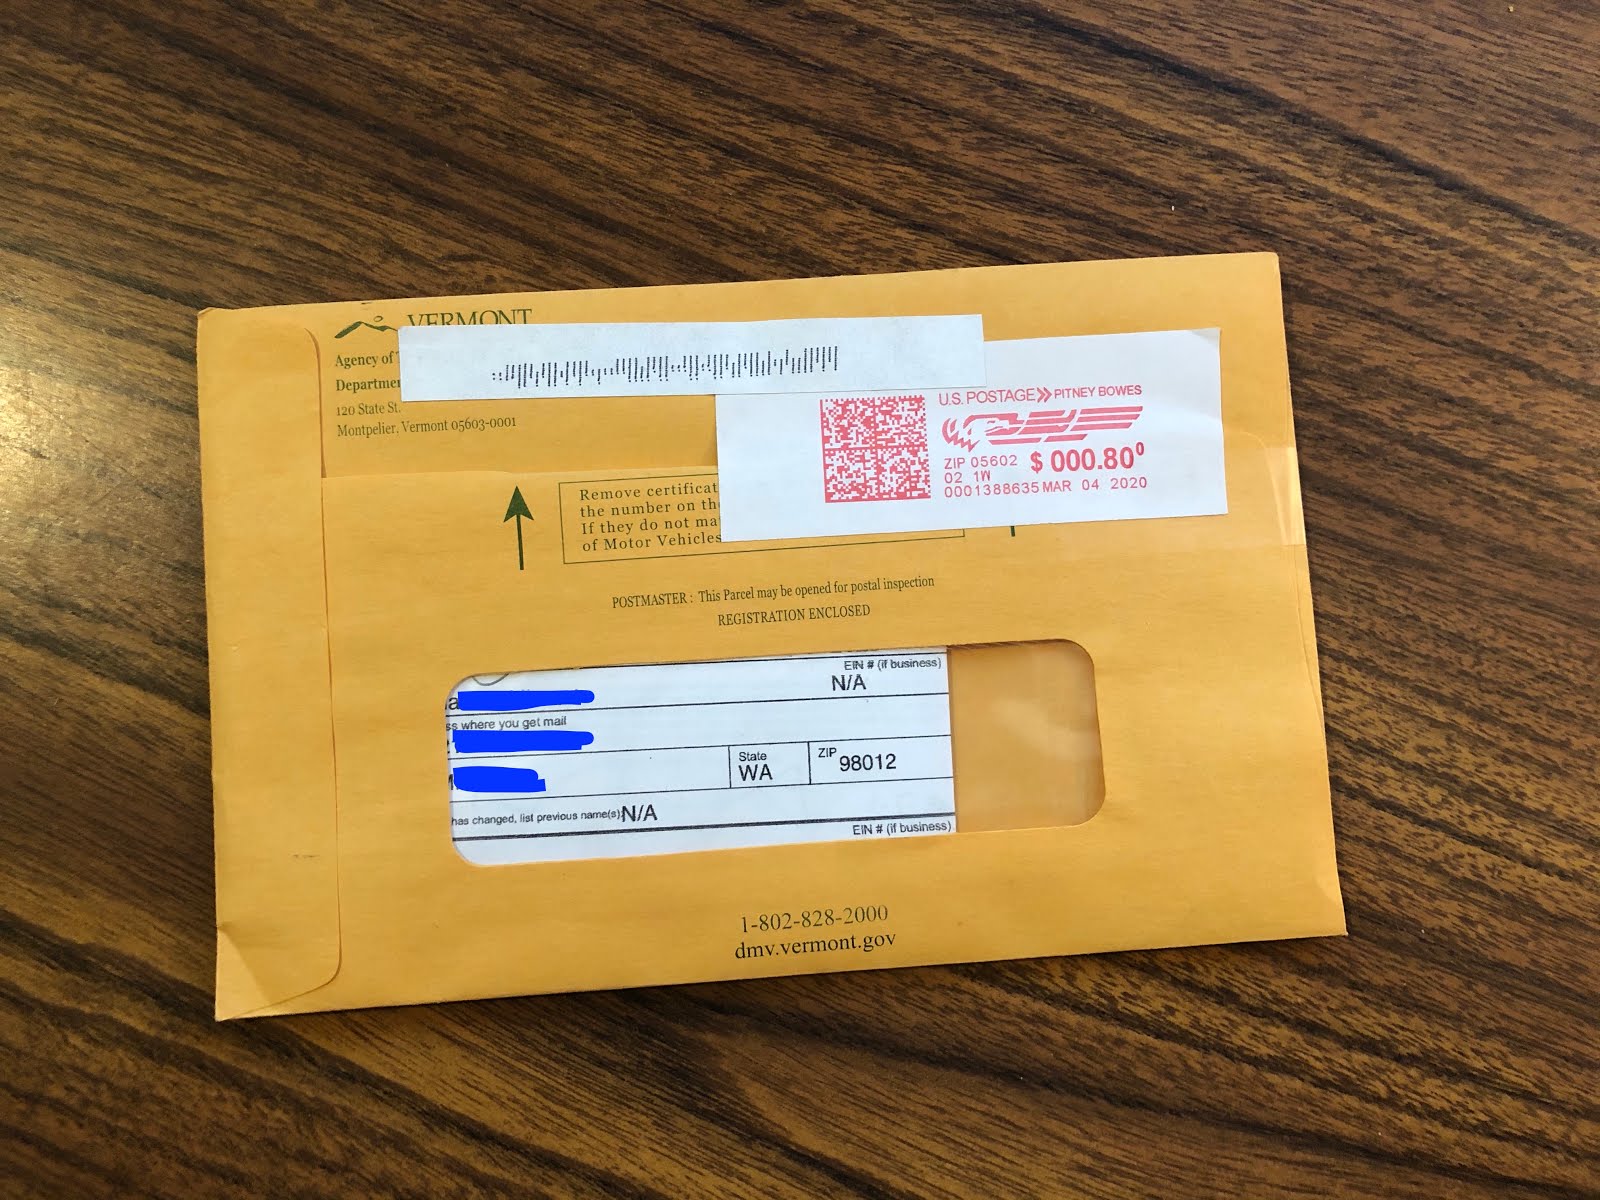 VERMONT
Agency of
Departme
120 State St.
Montpelier, Vermont 05603-0001
U.S. POSTAGE PITNEY BOWES
ZIP 05602 $ 000.80⁰
02 1W
0001388635 MAR 04 2020
Remove certificat
the number on th
If they do not ma
of Motor Vehicles
POSTMASTER : This Parcel may be opened for postal inspection
REGISTRATION ENCLOSED
EIN # (if business)
N/A
ss where you get mail
State
WA
ZIP
98012
has changed, list previous name(s) N/A
EIN # (if business)
1-802-828-2000
dmv.vermont.gov